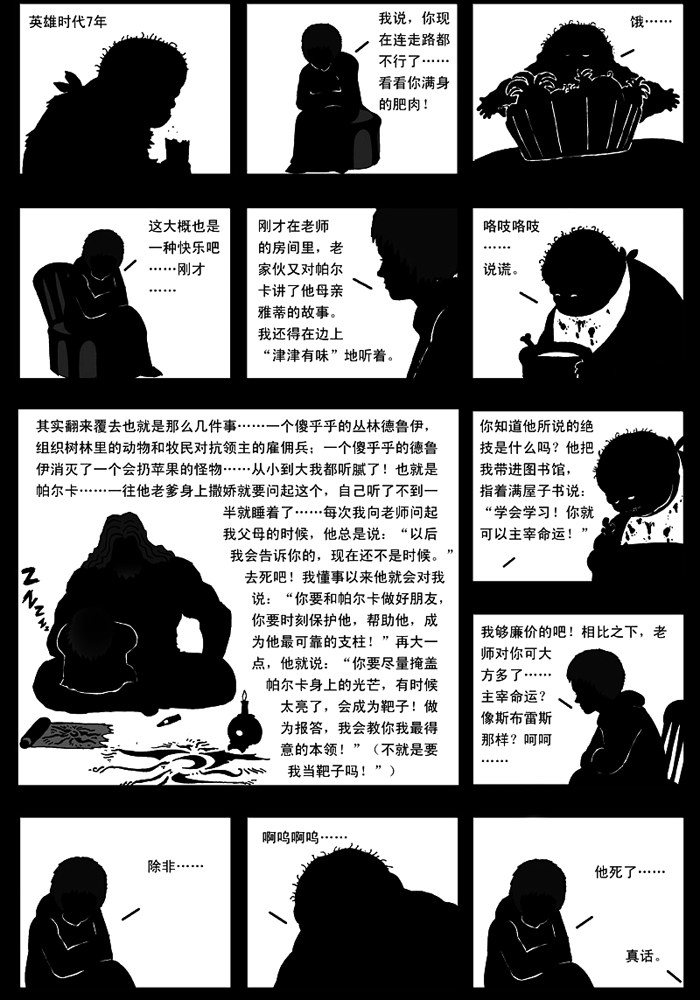 英雄时代7年
我说，你现
在连走路都
不行了……
看看你满身
的肥肉！
饿……
这大概也是
一种快乐吧
……刚才
……
刚才在老师
的房间里，老
家伙又对帕尔
卡讲了他母亲
雅蒂的故事。
我还得在边上
“津津有味”地听着。
咯吱咯吱
……
说谎。
其实翻来覆去也就是那么几件事……一个傻乎乎的丛林德鲁伊，
组织树林里的动物和牧民对抗领主的雇佣兵；一个傻乎乎的德鲁
伊消灭了一个会扔苹果的怪物……从小到大我都听腻了！也就是
帕尔卡……一往他老爹身上撒娇就要问起这个，自己听了不到一
半就睡着了……每次我向老师问起
我父母的时候，他总是说：“以后
我会告诉你的，现在还不是时候。”
去死吧！我懂事以来他就会对我
说：“你要和帕尔卡做好朋友，
你要时刻保护他，帮助他，成
为他最可靠的支柱！”再大一
点，他就说：“你要尽量掩盖
帕尔卡身上的光芒，有时候
太亮了，会成为靶子！做
为报答，我会教你我最得
意的本领！”（不就是要
我当靶子吗！”）
ZZZZ
你知道他所说的绝
技是什么吗？他把
我带进图书馆，
指着满屋子书说：
“学会学习！你就
可以主宰命运！”
我够廉价的吧！相比之下，老
师对你可大
方多了……
主宰命运？
像斯布雷斯
那样？呵呵
……
除非……
啊呜啊呜……
他死了……
真话。